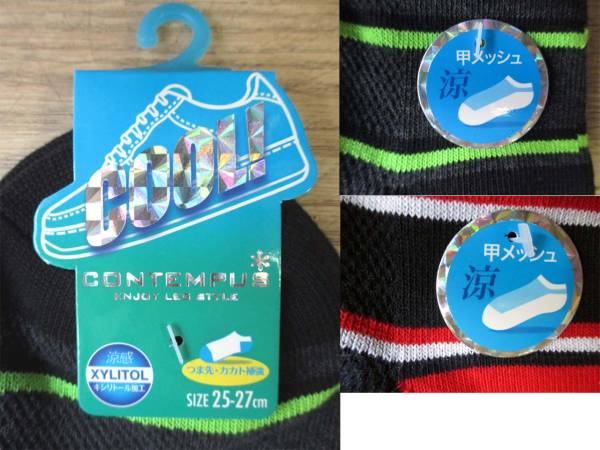 COOL!
CONTEMPUS*
ENJOY LEG STYLE
涼感
XYLITOL
キシリトール加工
つま先・カカト補強
SIZE 25-27cm
甲メッシュ
涼
甲メッシュ
涼